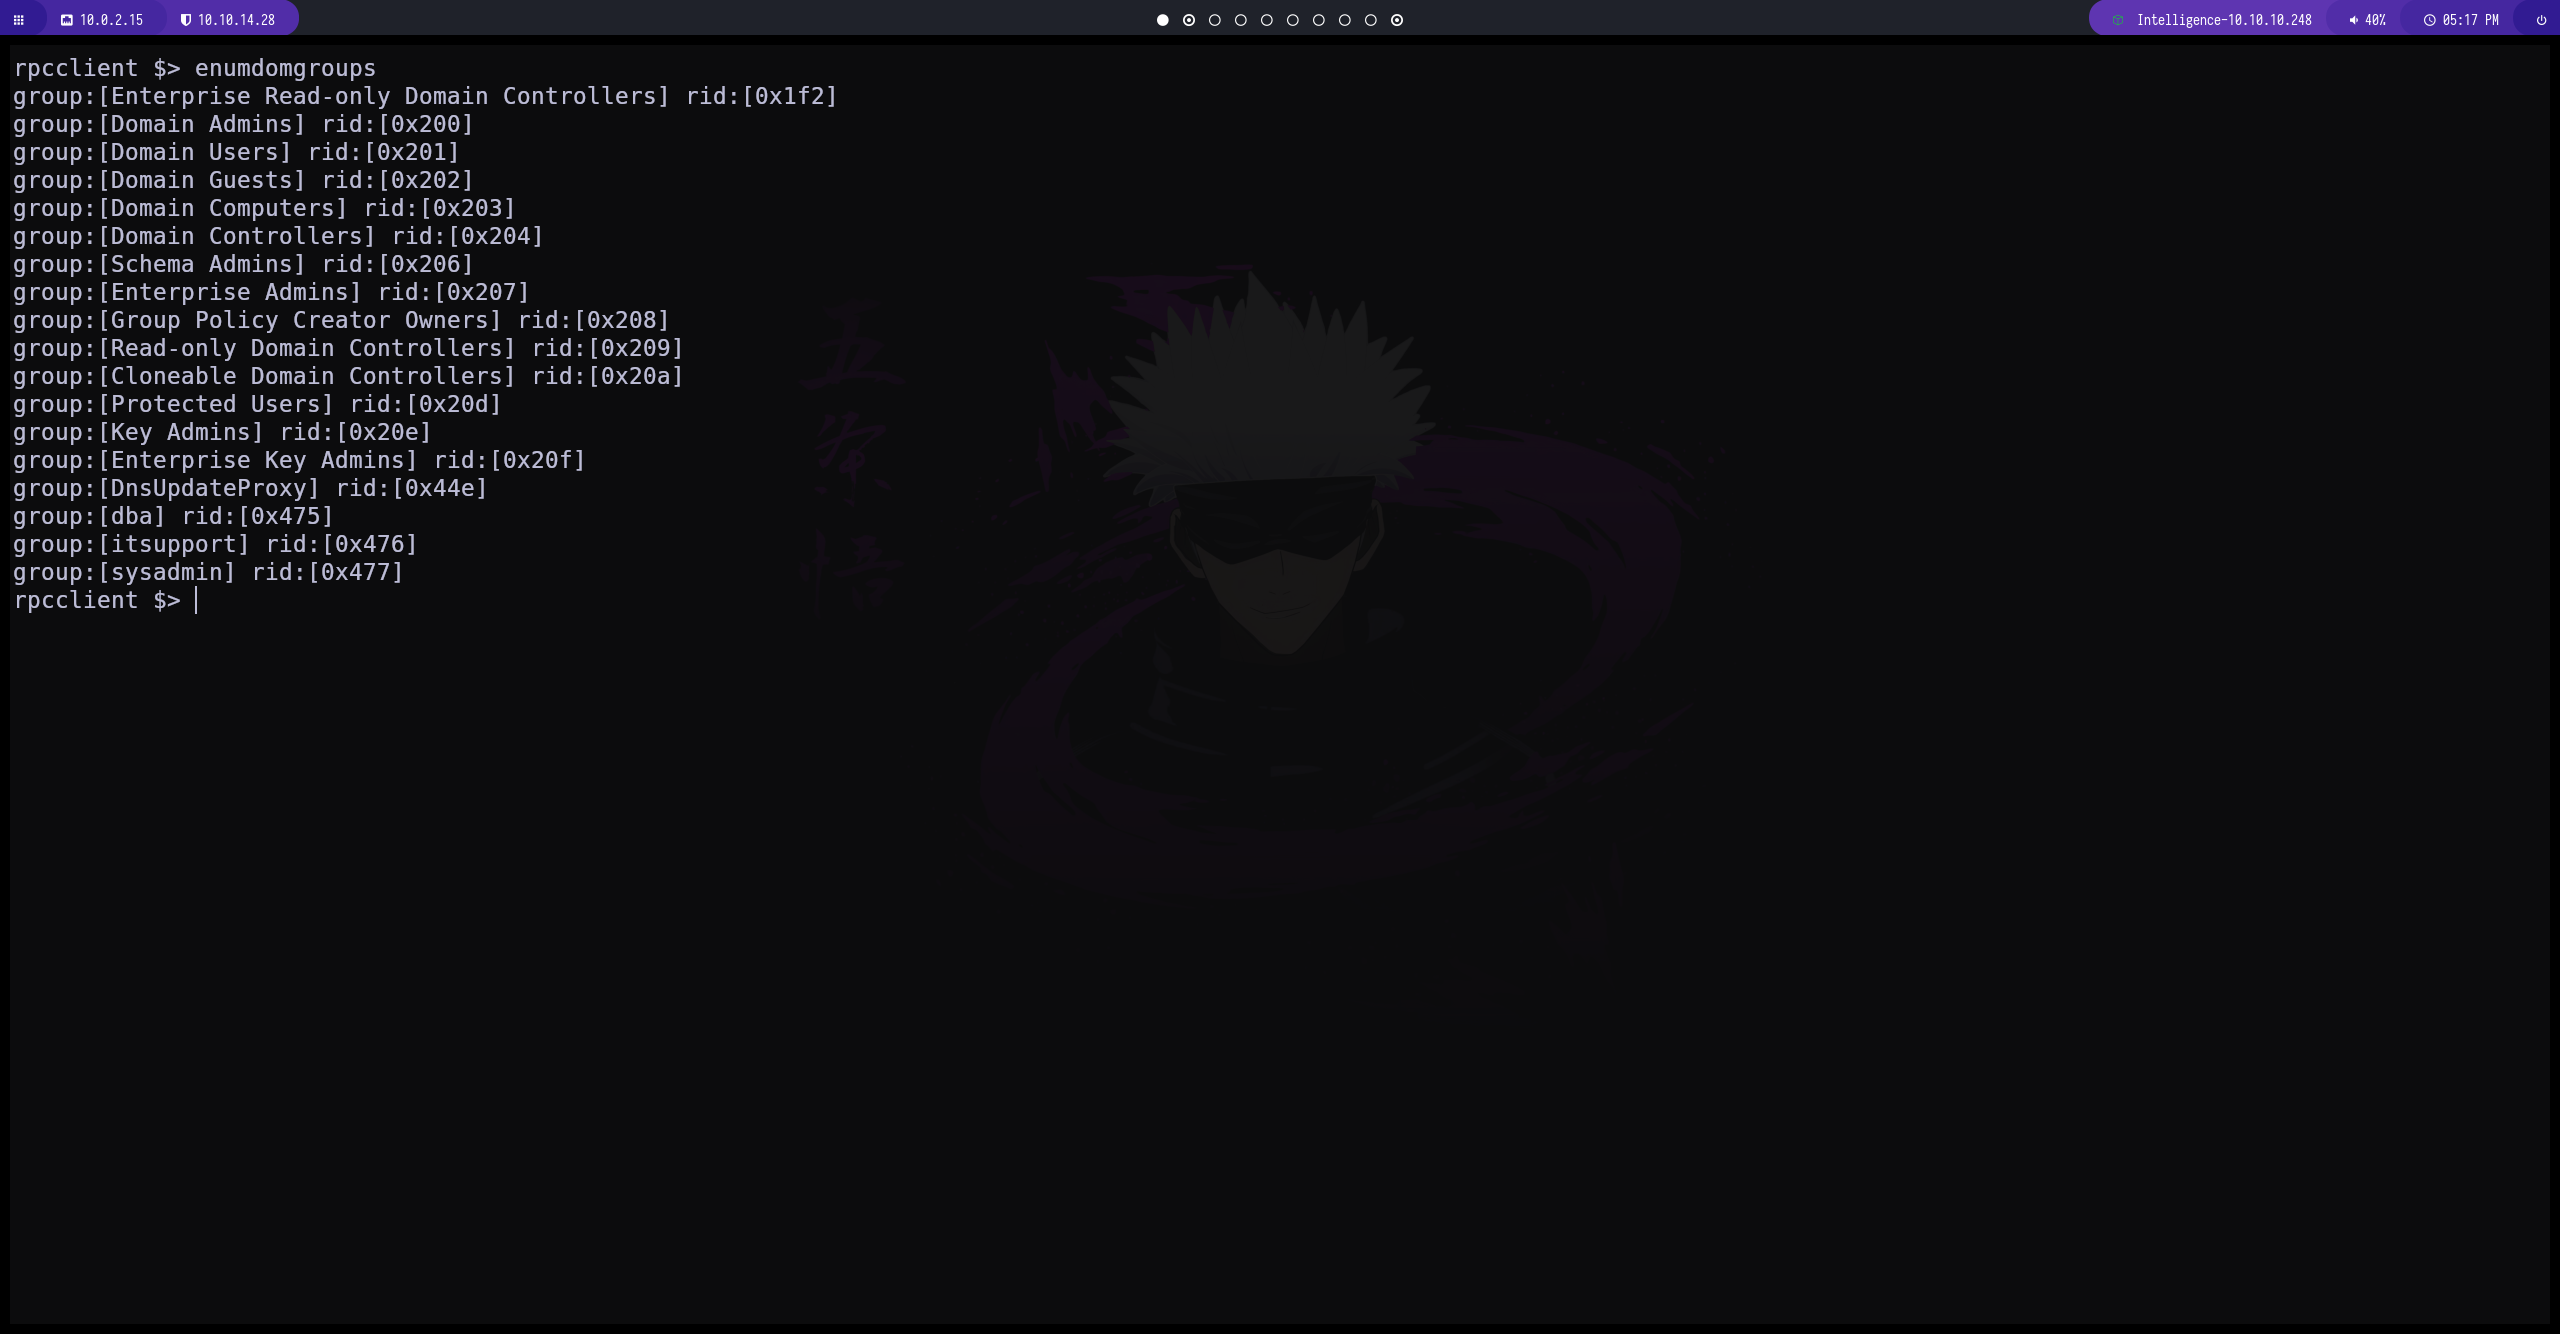 10.0.2.15 10.10.14.28 Intelligence-10.10.10.248 40% 05:17 PM
rpcclient $> enumdomgroups
group:[Enterprise Read-only Domain Controllers] rid:[0x1f2]
group:[Domain Admins] rid:[0x200]
group:[Domain Users] rid:[0x201]
group:[Domain Guests] rid:[0x202]
group:[Domain Computers] rid:[0x203]
group:[Domain Controllers] rid:[0x204]
group:[Schema Admins] rid:[0x206]
group:[Enterprise Admins] rid:[0x207]
group:[Group Policy Creator Owners] rid:[0x208]
group:[Read-only Domain Controllers] rid:[0x209]
group:[Cloneable Domain Controllers] rid:[0x20a]
group:[Protected Users] rid:[0x20d]
group:[Key Admins] rid:[0x20e]
group:[Enterprise Key Admins] rid:[0x20f]
group:[DnsUpdateProxy] rid:[0x44e]
group:[dba] rid:[0x475]
group:[itsupport] rid:[0x476]
group:[sysadmin] rid:[0x477]
rpcclient $>
五条悟